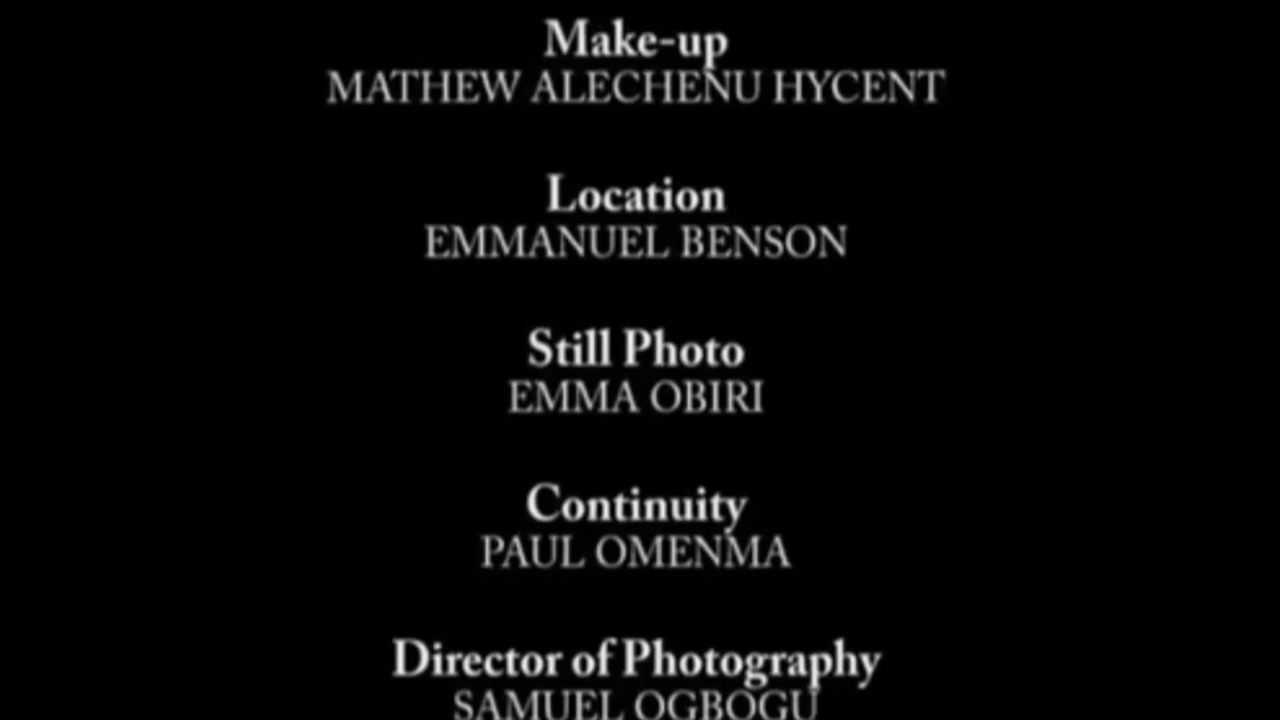 Make-up
MATHEW ALECHENU HYCENT
Location
EMMANUEL BENSON
Still Photo
EMMA OBIRI
Continuity
PAUL OMENMA
Director of Photography
SAMUEL OGBOGU